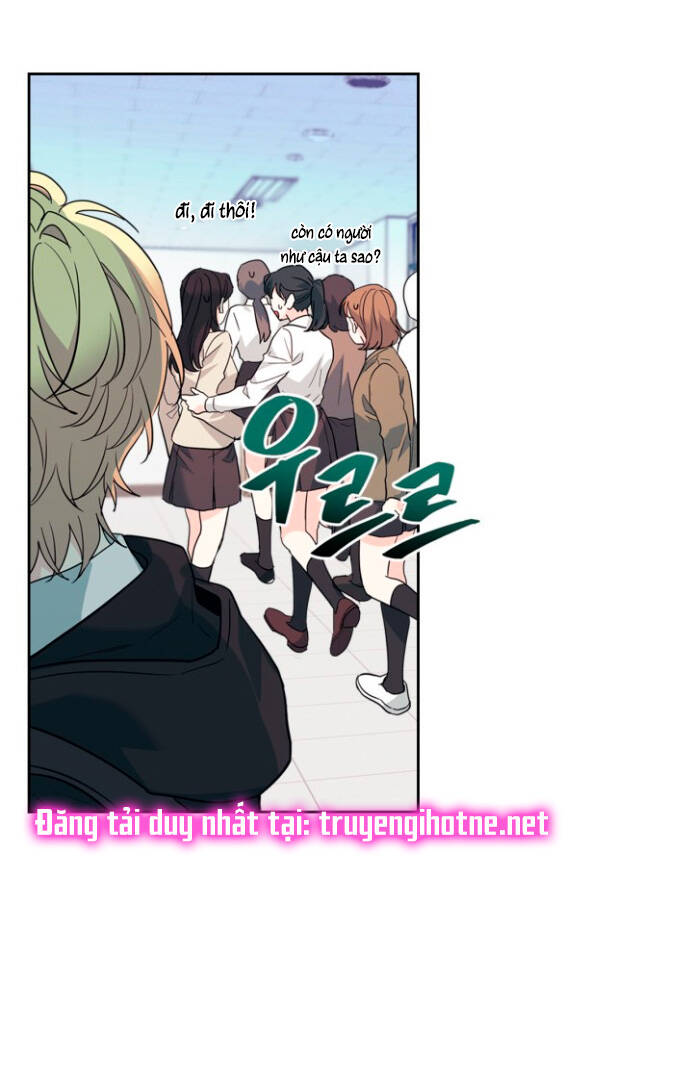 đi, đi thôi!
còn có người
như cậu ta sao?
우르르
Đăng tải duy nhất tại: truyengihotne.net